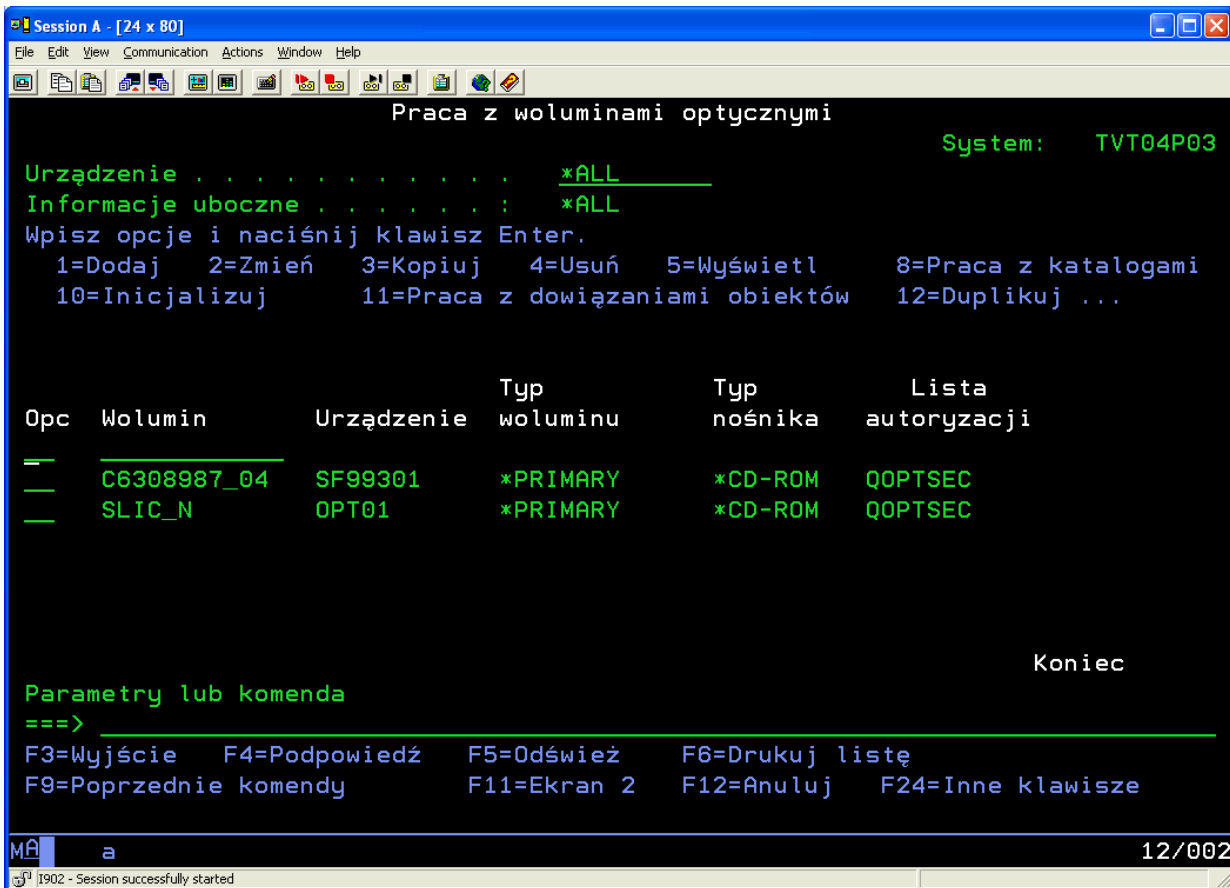 Session A - [24 x 80]
File Edit View Communication Actions Window Help
Praca z woluminami optycznymi
System: TVT04P03
Urządzenie . . . . . . . . . . . *ALL
Informacje uboczne . . . . . . : *ALL
Wpisz opcje i naciśnij klawisz Enter.
1=Dodaj 2=Zmień 3=Kopiuj 4=Usuń 5=Wyświetl 8=Praca z katalogami
10=Inicjalizuj 11=Praca z dowiązaniami obiektów 12=Duplikuj ...
Typ Typ Lista
Opc Wolumin Urządzenie woluminu nośnika autoryzacji
C6308987_04 SF99301 *PRIMARY *CD-ROM QOPTSEC
SLIC_N OPT01 *PRIMARY *CD-ROM QOPTSEC
Koniec
Parametry lub komenda
===>
F3=Wyjście F4=Podpowiedź F5=Odśwież F6=Drukuj listę
F9=Poprzednie komendy F11=Ekran 2 F12=Anuluj F24=Inne klawisze
MA a 12/002
I902 - Session successfully started